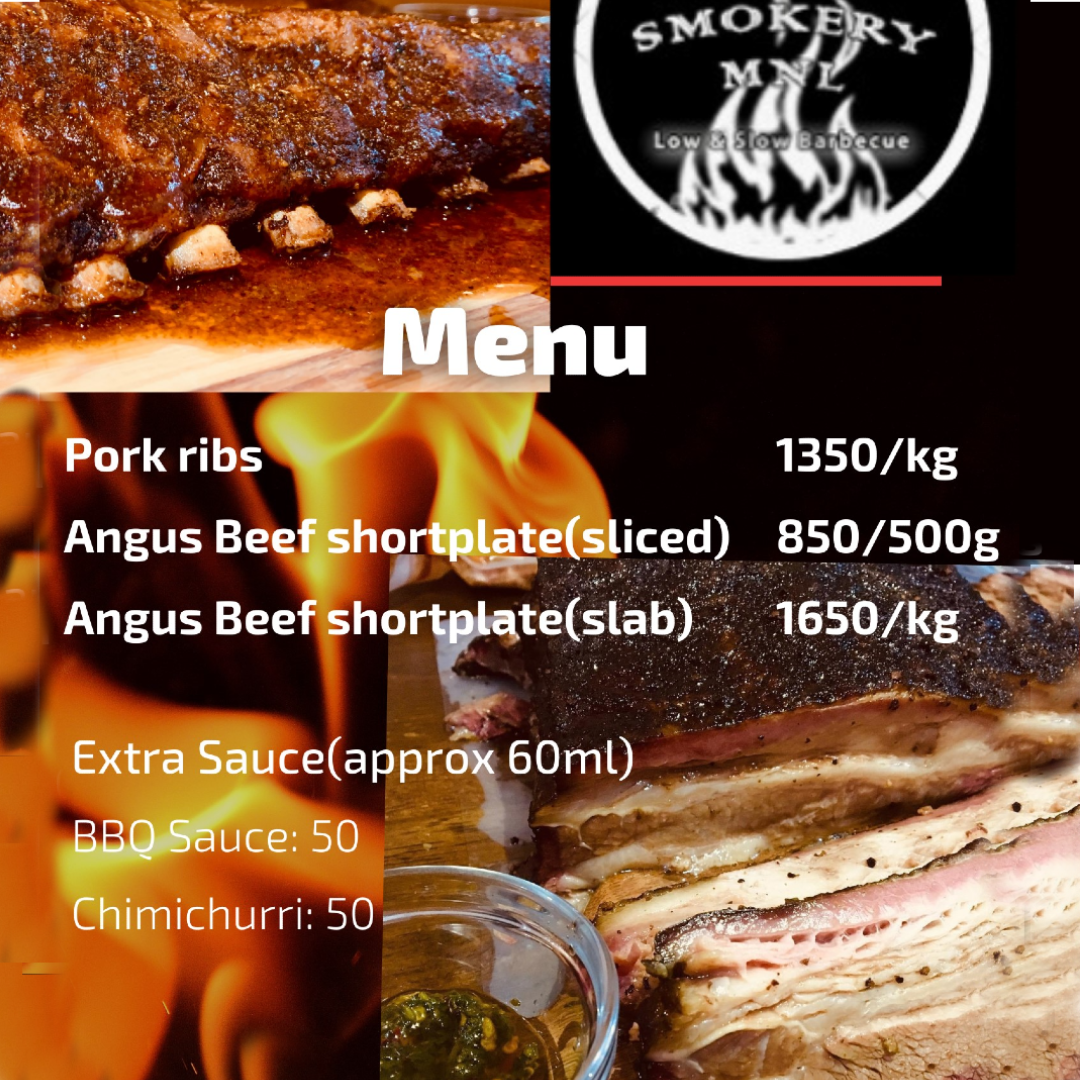 SMOKERY
MNL
Low & Slow Barbecue
Menu
Pork ribs 1350/kg
Angus Beef shortplate(sliced) 850/500g
Angus Beef shortplate(slab) 1650/kg
Extra Sauce(approx 60ml)
BBQ Sauce: 50
Chimichurri: 50